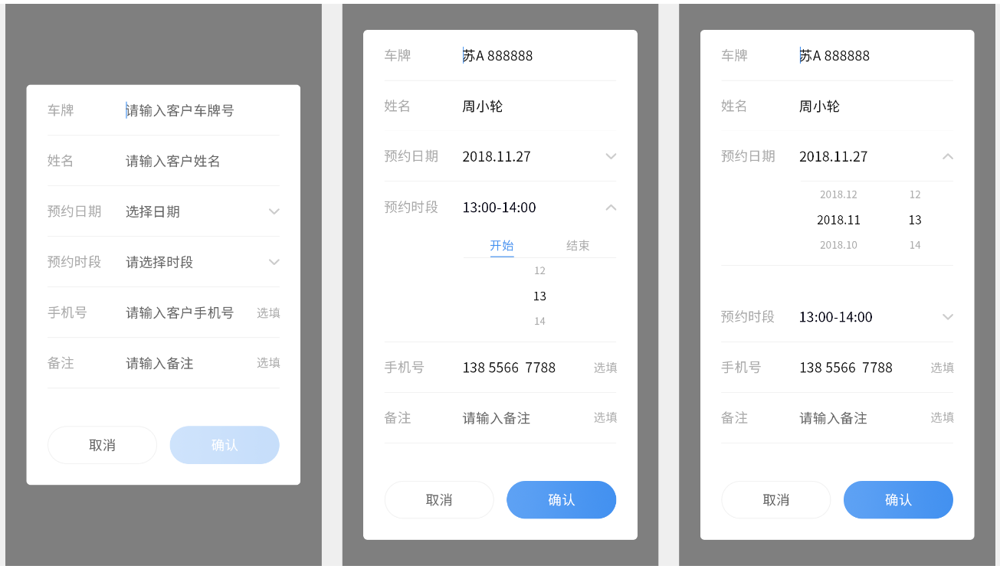 车牌 请输入客户车牌号
姓名 请输入客户姓名
预约日期 选择日期
预约时段 请选择时段
手机号 请输入客户手机号 选填
备注 请输入备注 选填
取消 确认
车牌 苏A 888888
姓名 周小轮
预约日期 2018.11.27
预约时段 13:00-14:00
开始 结束
12
13
14
手机号 138 5566 7788 选填
备注 请输入备注 选填
取消 确认
车牌 苏A 888888
姓名 周小轮
预约日期 2018.11.27
2018.12 12
2018.11 13
2018.10 14
预约时段 13:00-14:00
手机号 138 5566 7788 选填
备注 请输入备注 选填
取消 确认